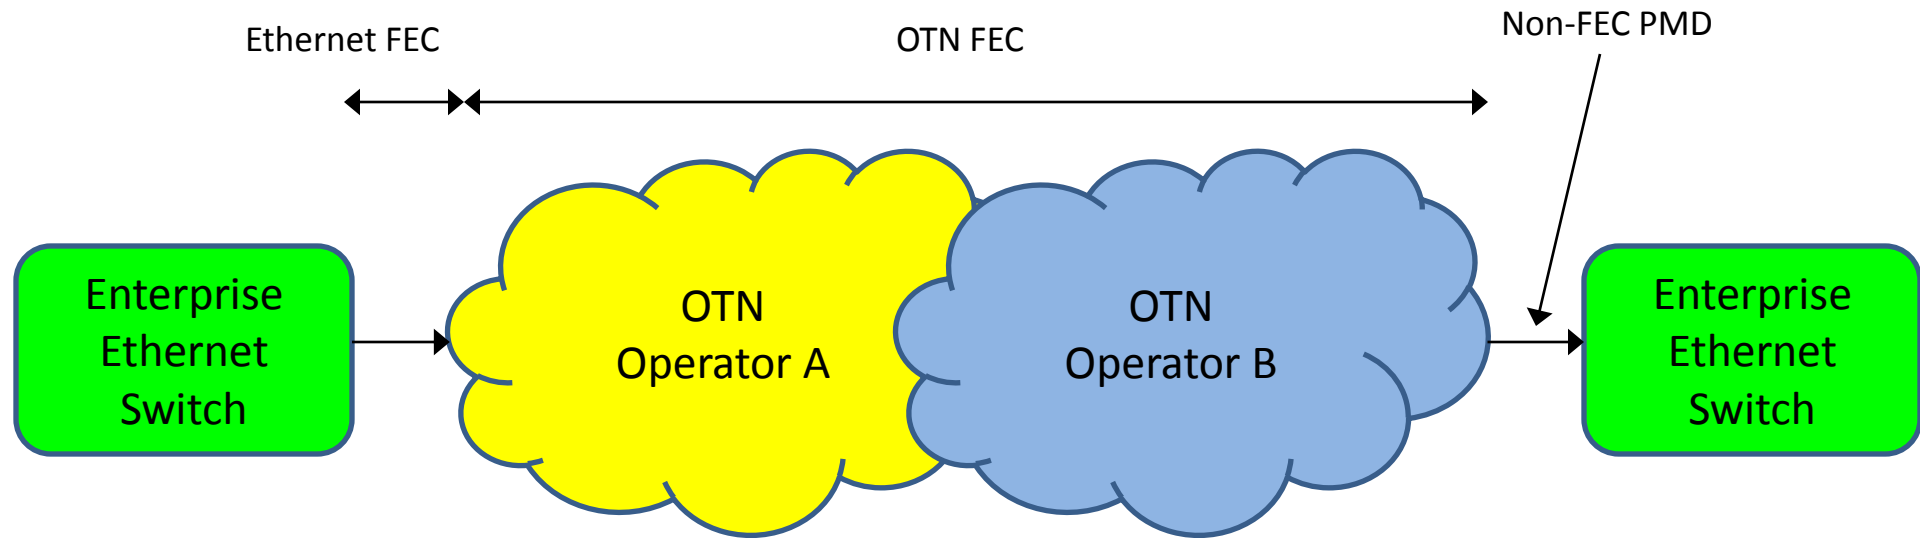 Ethernet FEC
OTN FEC
Non-FEC PMD
Enterprise
Ethernet
Switch
OTN
Operator A
OTN
Operator B
Enterprise
Ethernet
Switch